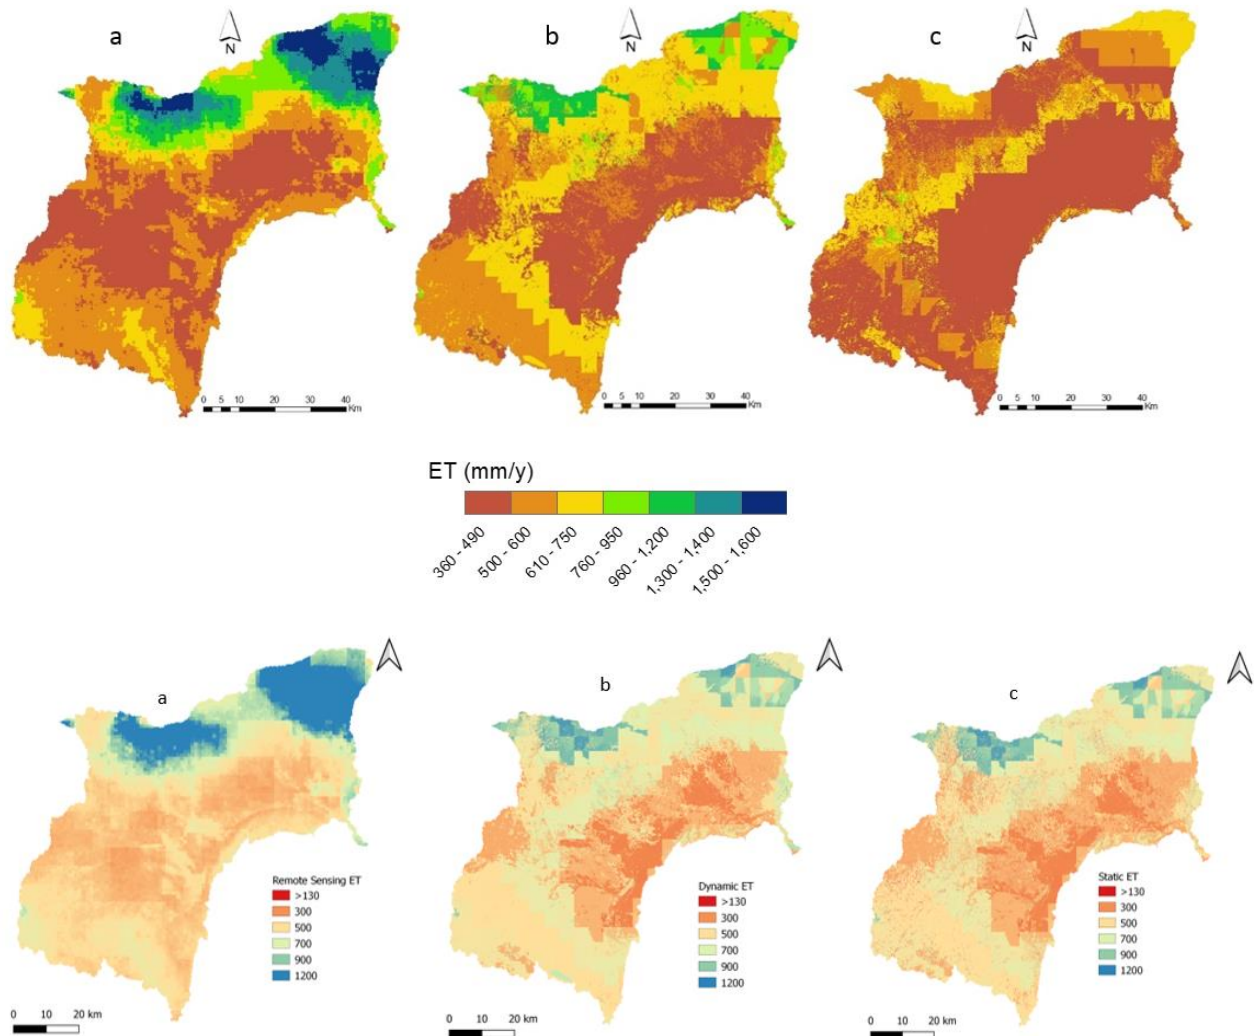 a
N
b
N
c
N
0 5 10 20 30 40
Km
0 5 10 20 30 40
Km
0 5 10 20 30 40
Km
ET (mm/y)
360 - 490
500 - 600
610 - 750
760 - 950
960 - 1,200
1,300 - 1,400
1,500 - 1,600
a
b
c
Remote Sensing ET
>130
300
500
700
900
1200
Dynamic ET
>130
300
500
700
900
1200
Static ET
>130
300
500
700
900
1200
0 10 20 km
0 10 20 km
0 10 20 km